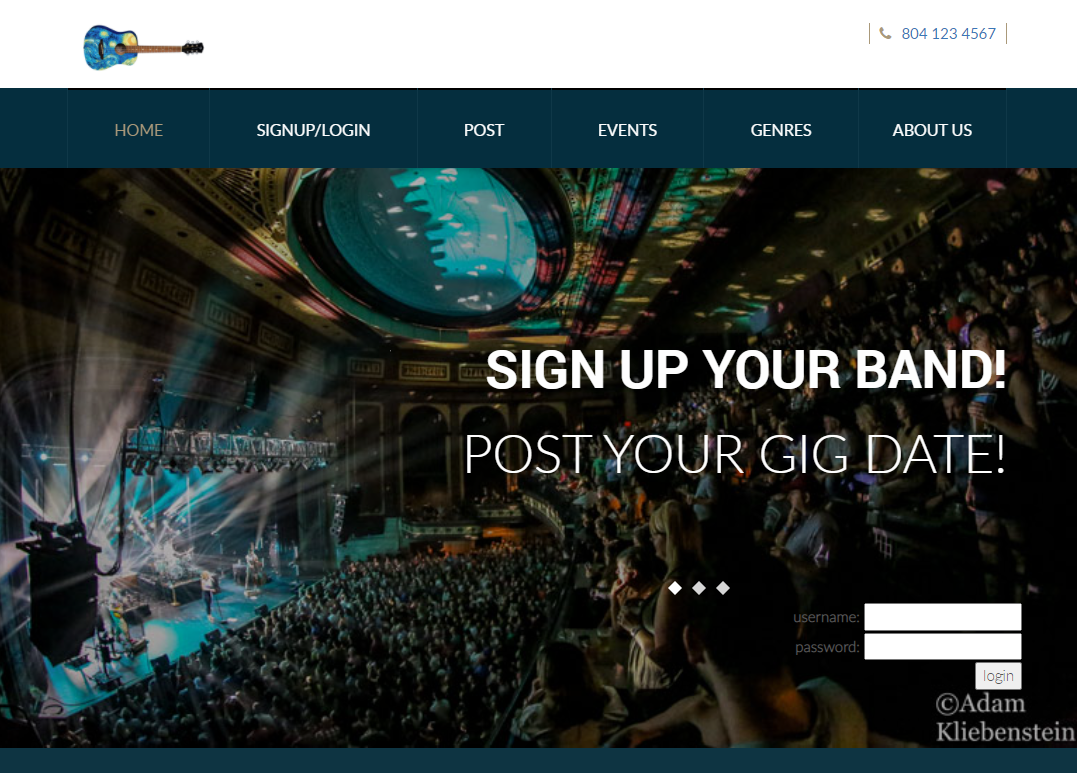 804 123 4567
HOME
SIGNUP/LOGIN
POST
EVENTS
GENRES
ABOUT US
SIGN UP YOUR BAND!
POST YOUR GIG DATE!
username:
password:
login
©Adam
Kliebenstein